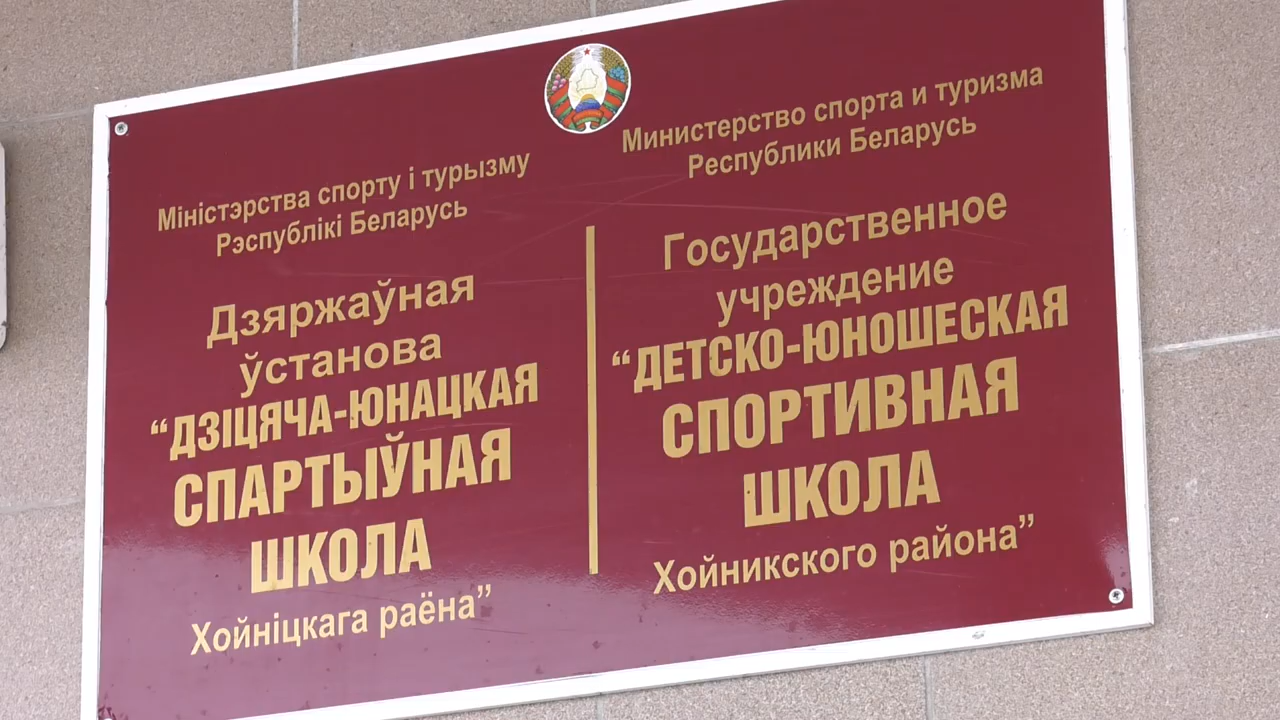 Міністэрства спорту і турызму
Рэспублікі Беларусь
Дзяржаўная
ўстанова
“ДЗІЦЯЧА-ЮНАЦКАЯ
СПАРТЫЎНАЯ
ШКОЛА
Хойніцкага раёна”
Министерство спорта и туризма
Республики Беларусь
Государственное
учреждение
“ДЕТСКО-ЮНОШЕСКАЯ
СПОРТИВНАЯ
ШКОЛА
Хойникского района”